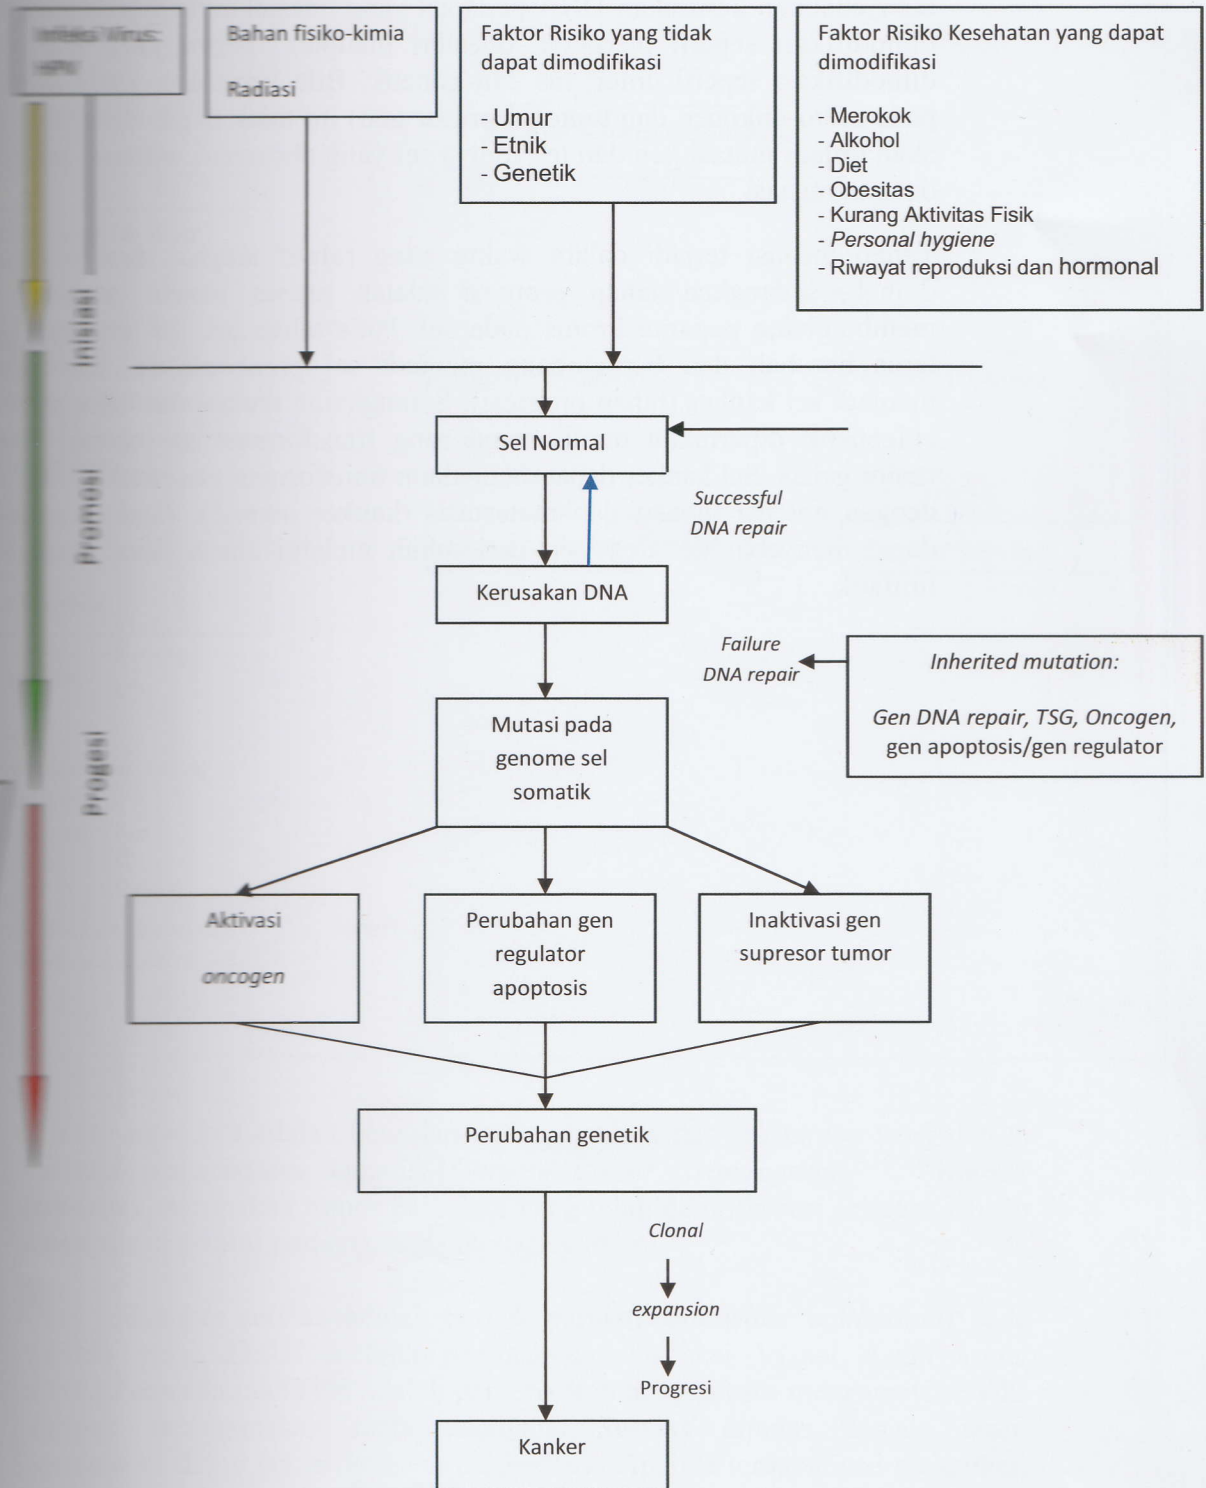 Infeksi Virus:
HPV
Bahan fisiko-kimia
Radiasi
Faktor Risiko yang tidak
dapat dimodifikasi
- Umur
- Etnik
- Genetik
Faktor Risiko Kesehatan yang dapat
dimodifikasi
- Merokok
- Alkohol
- Diet
- Obesitas
- Kurang Aktivitas Fisik
- Personal hygiene
- Riwayat reproduksi dan hormonal
Inisiasi
Sel Normal
Promosi
Successful
DNA repair
Kerusakan DNA
Failure
DNA repair
Inherited mutation:
Gen DNA repair, TSG, Oncogen,
gen apoptosis/gen regulator
Mutasi pada
genome sel
somatik
Progesi
Aktivasi
oncogen
Perubahan gen
regulator
apoptosis
Inaktivasi gen
supresor tumor
Perubahan genetik
Clonal
expansion
Progresi
Kanker